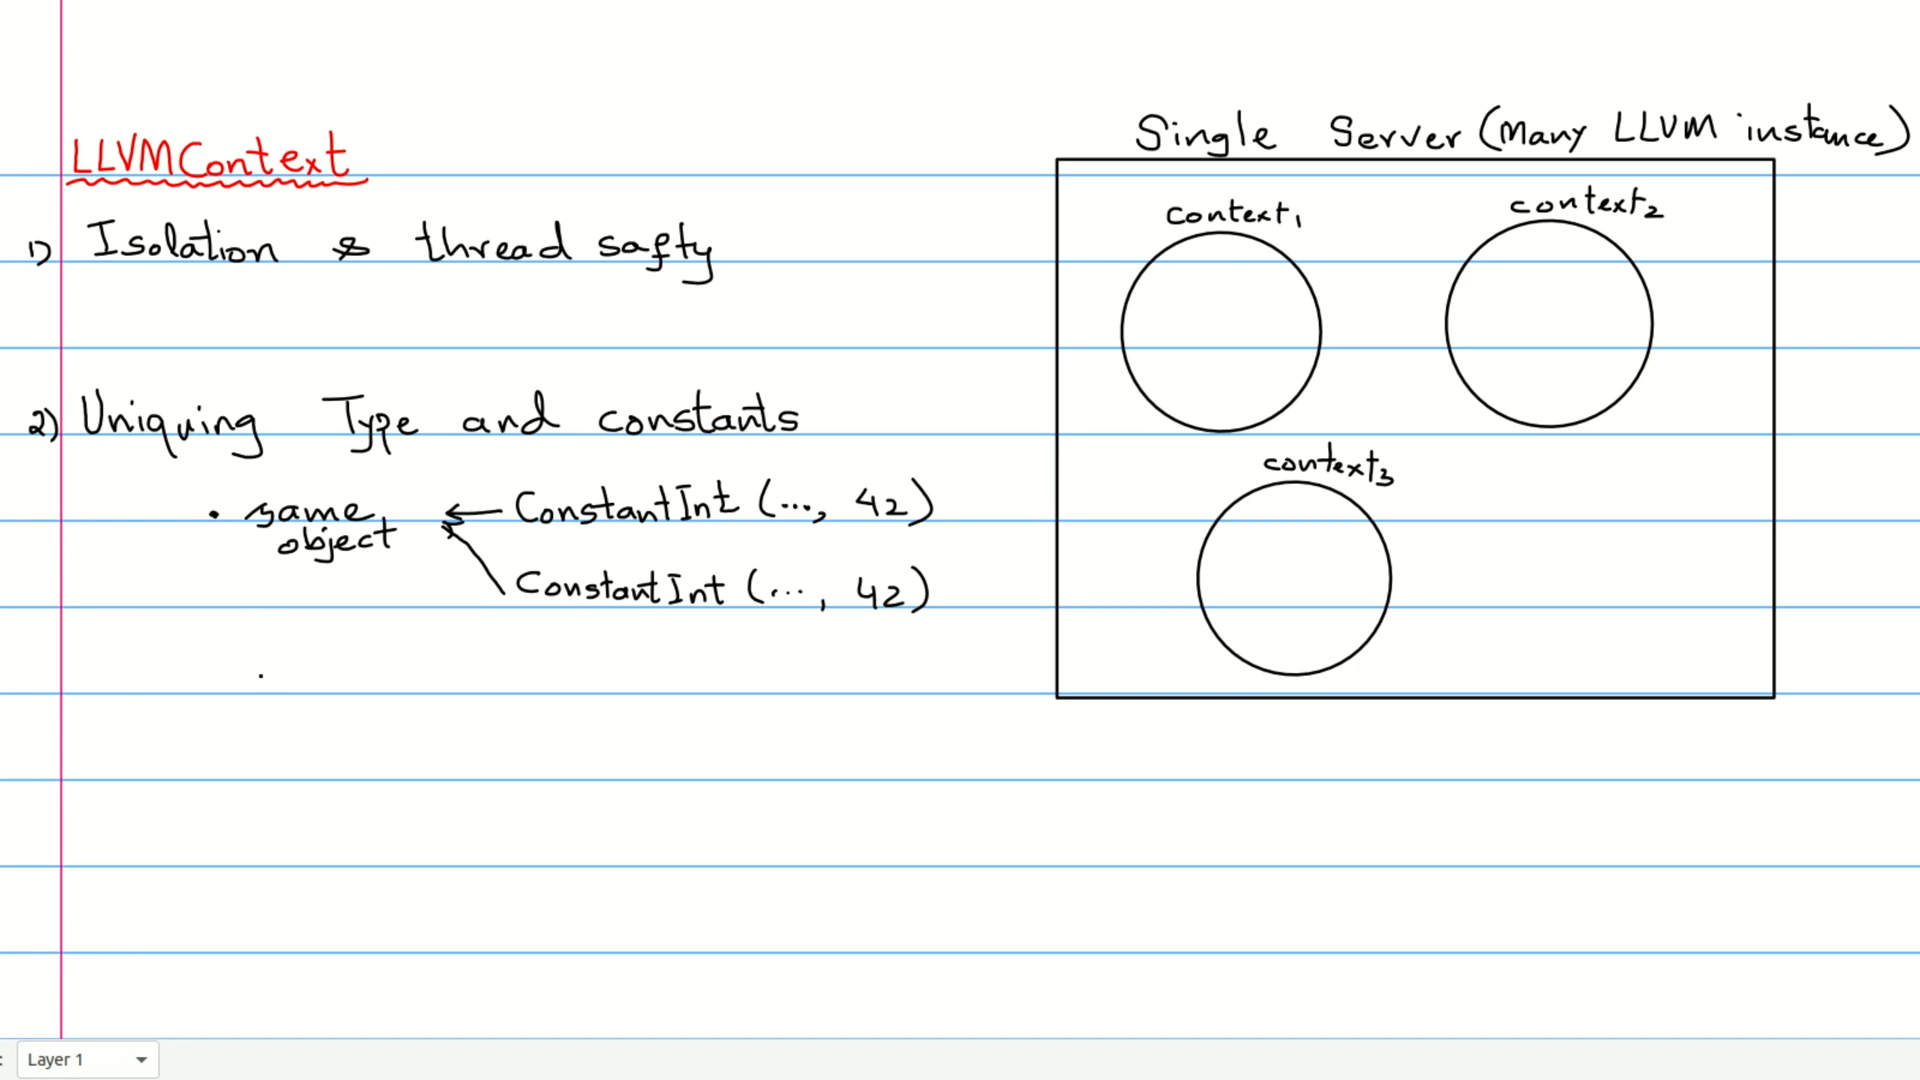 LLVMContext
1) Isolation & thread safty
2) Uniquing Type and constants
• same object ← ConstantInt (..., 42)
ConstantInt (..., 42)
Single Server (Many LLVM instance)
context1
context2
context3
: Layer 1